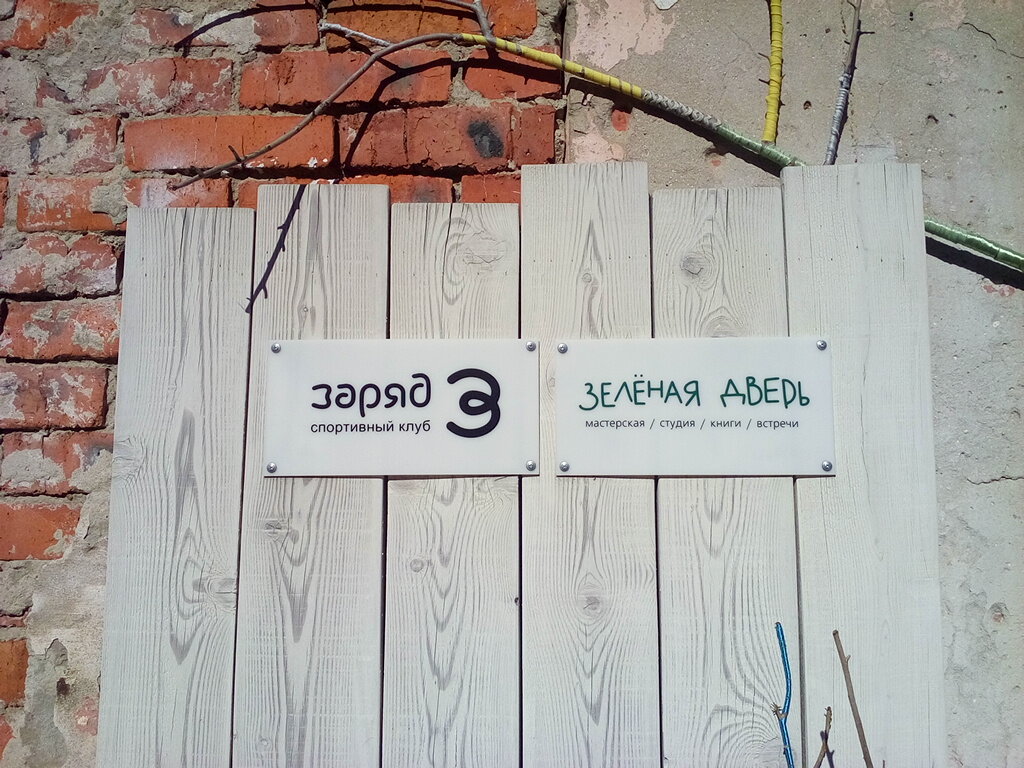 заряд З
спортивный клуб
ЗЕЛЁНАЯ ДВЕРЬ
мастерская / студия / книги / встречи